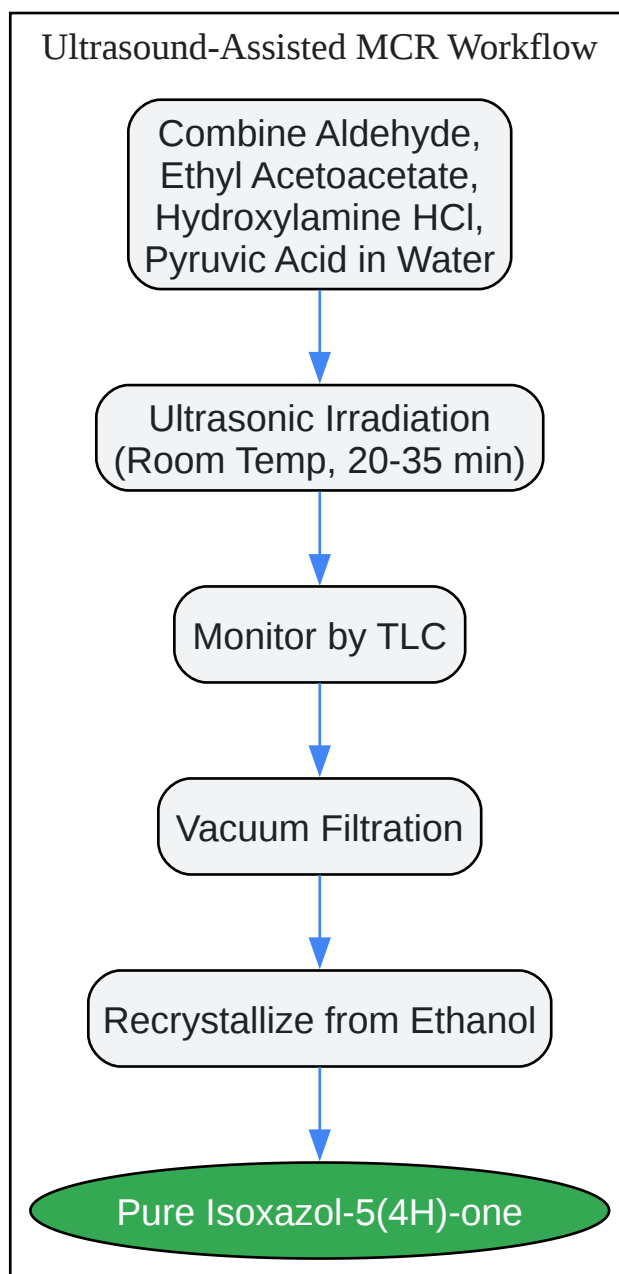 Ultrasound-Assisted MCR Workflow
Combine Aldehyde,
Ethyl Acetoacetate,
Hydroxylamine HCl,
Pyruvic Acid in Water
Ultrasonic Irradiation
(Room Temp, 20-35 min)
Monitor by TLC
Vacuum Filtration
Recrystallize from Ethanol
Pure Isoxazol-5(4H)-one